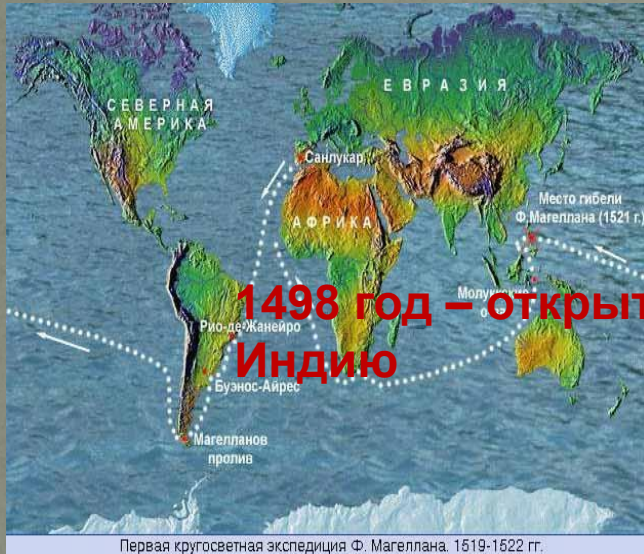 СЕВЕРНАЯ
АМЕРИКА
ЕВРАЗИЯ
Санлукар
АФРИКА
Место гибели
Ф.Магеллана (1521 г.)
Молуккские
1498 год – открыт
Индию
Рио-де-Жанейро
Буэнос-Айрес
Магелланов
пролив
Первая кругосветная экспедиция Ф. Магеллана. 1519-1522 гг.